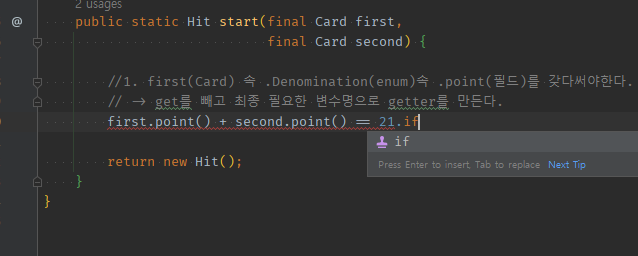 2 usages
@ public static Hit start(final Card first,
final Card second) {
//1. first(Card) 속 .Denomination(enum)속 .point(필드)를 갖다써야한다.
// → get를 빼고 최종 필요한 변수명으로 getter를 만든다.
first.point() + second.point() == 21.if
if
Press Enter to insert, Tab to replace Next Tip
return new Hit();
}
}